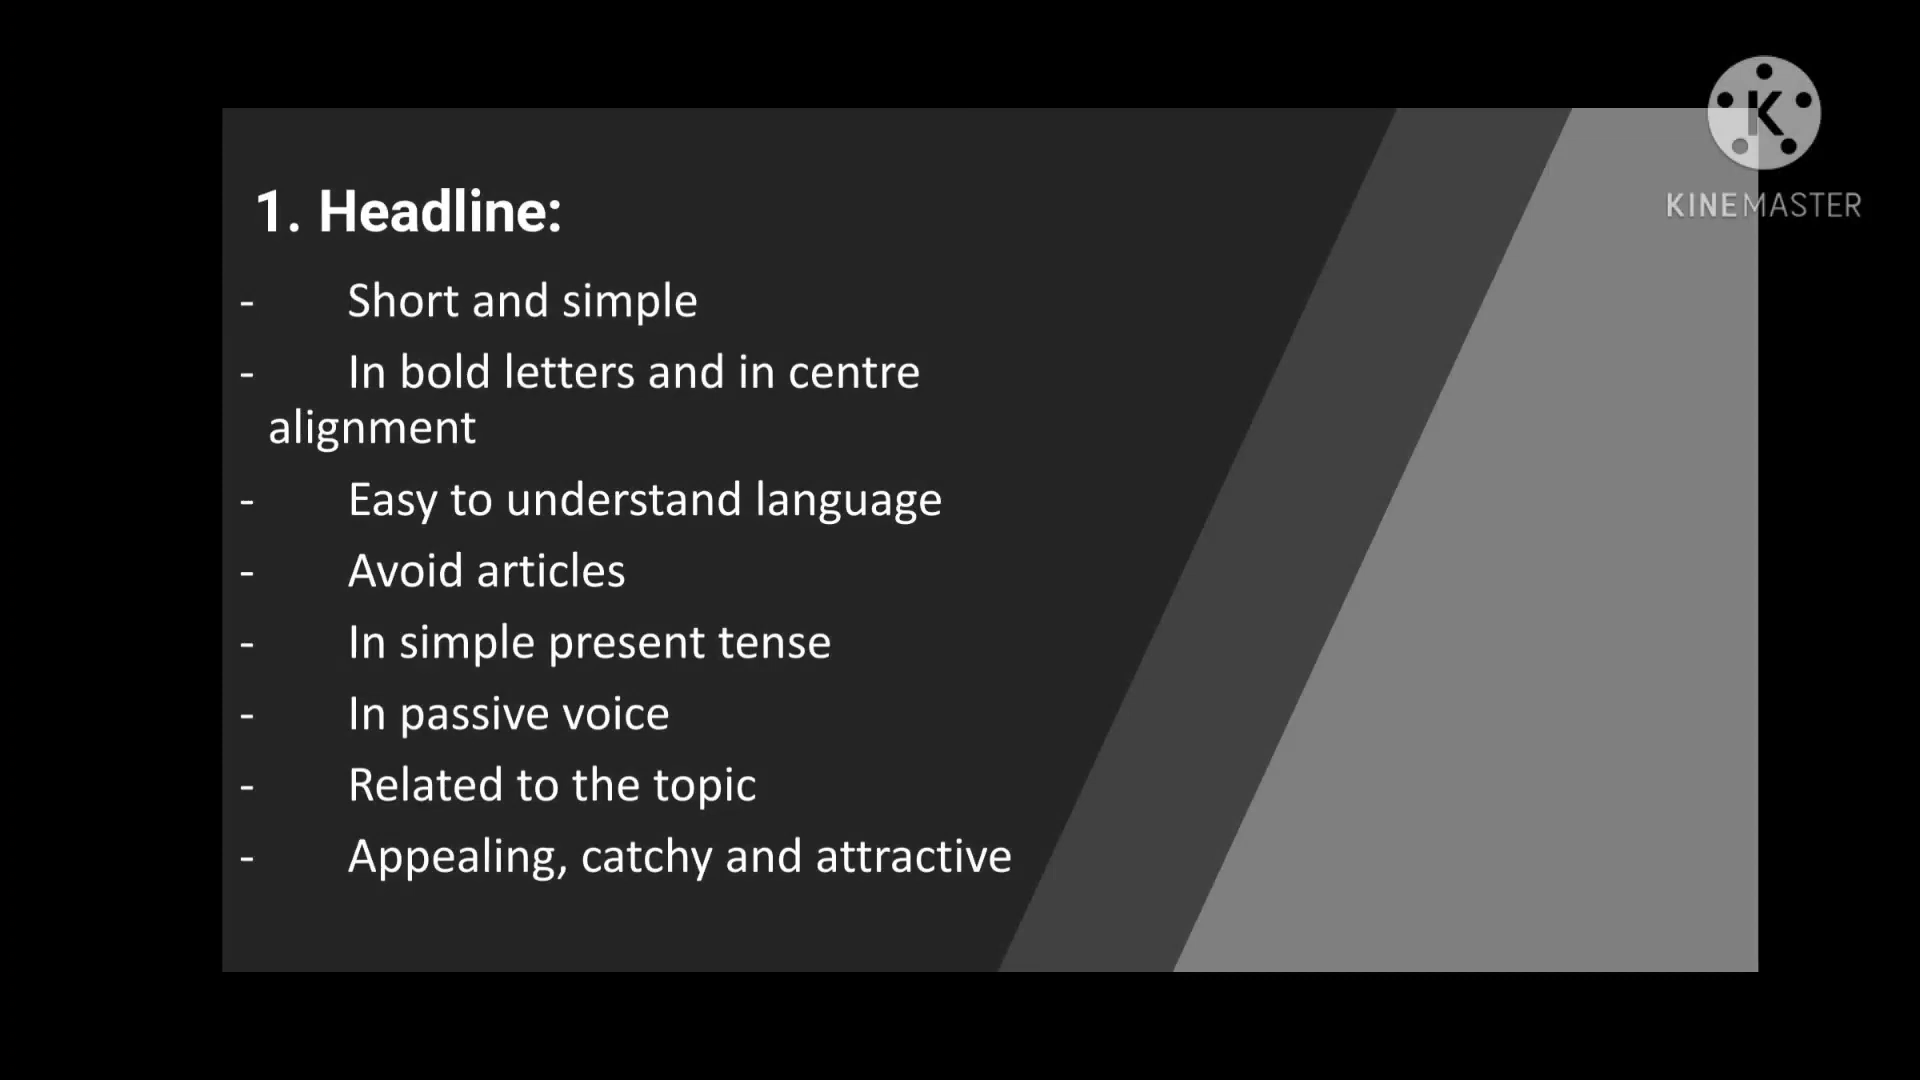 KINEMASTER
1. Headline:
- Short and simple
- In bold letters and in centre
alignment
- Easy to understand language
- Avoid articles
- In simple present tense
- In passive voice
- Related to the topic
- Appealing, catchy and attractive